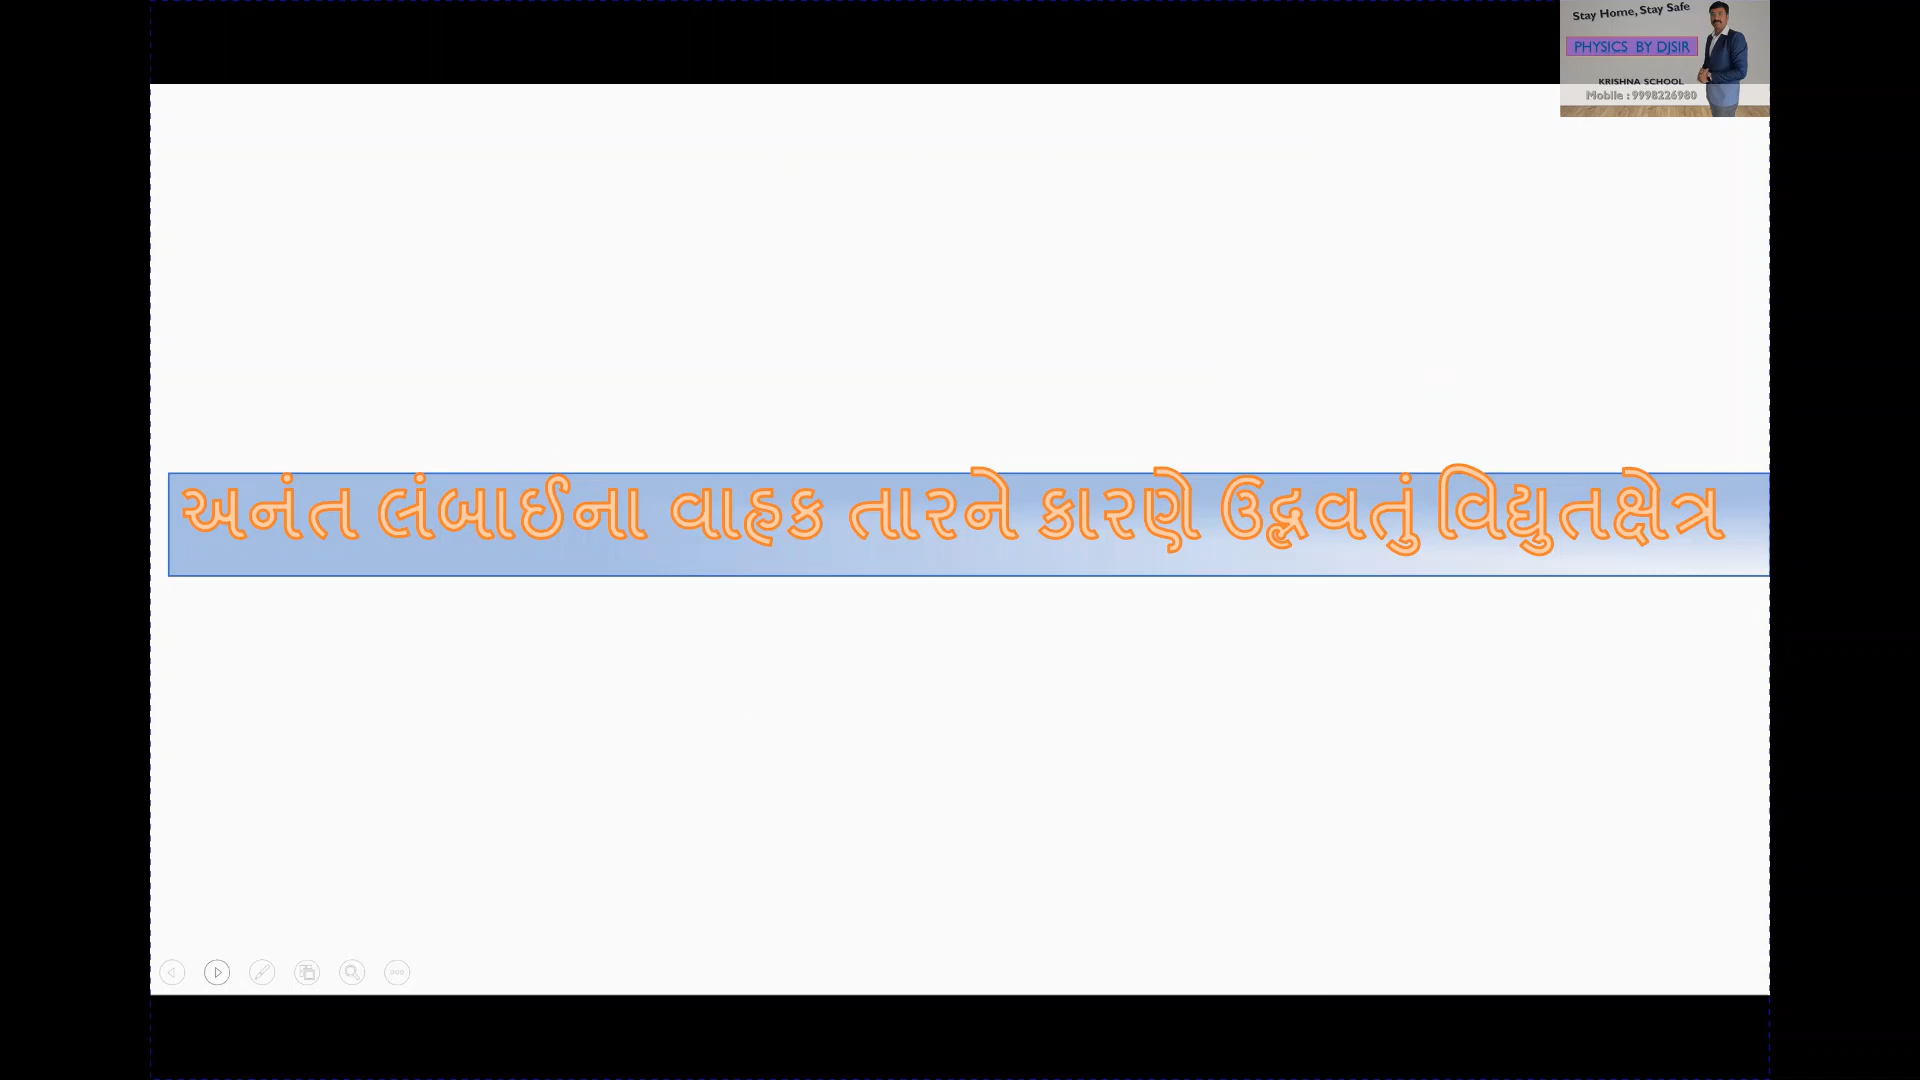 Stay Home, Stay Safe
PHYSICS BY DJSIR
KRISHNA SCHOOL
Mobile : 9998226980
અનંત લંબાઈના વાહક તારને કારણે ઉદ્ભવતું વિદ્યુતક્ષેત્ર